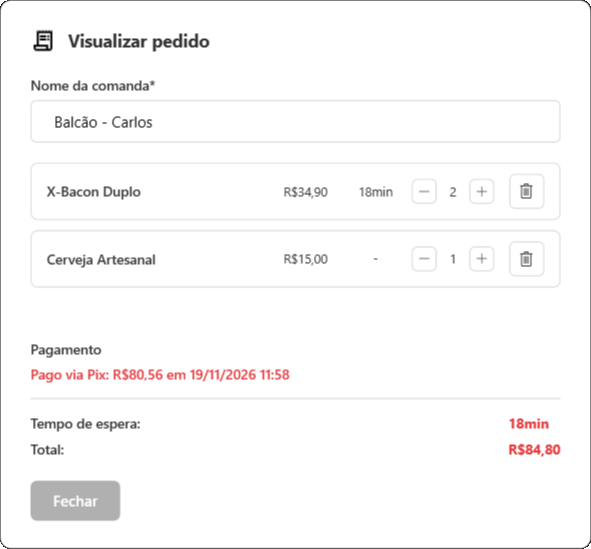 Visualizar pedido
Nome da comanda*
Balcão - Carlos
X-Bacon Duplo R$34,90 18min − 2 +
Cerveja Artesanal R$15,00 - − 1 +
Pagamento
Pago via Pix: R$80,56 em 19/11/2026 11:58
Tempo de espera: 18min
Total: R$84,80
Fechar